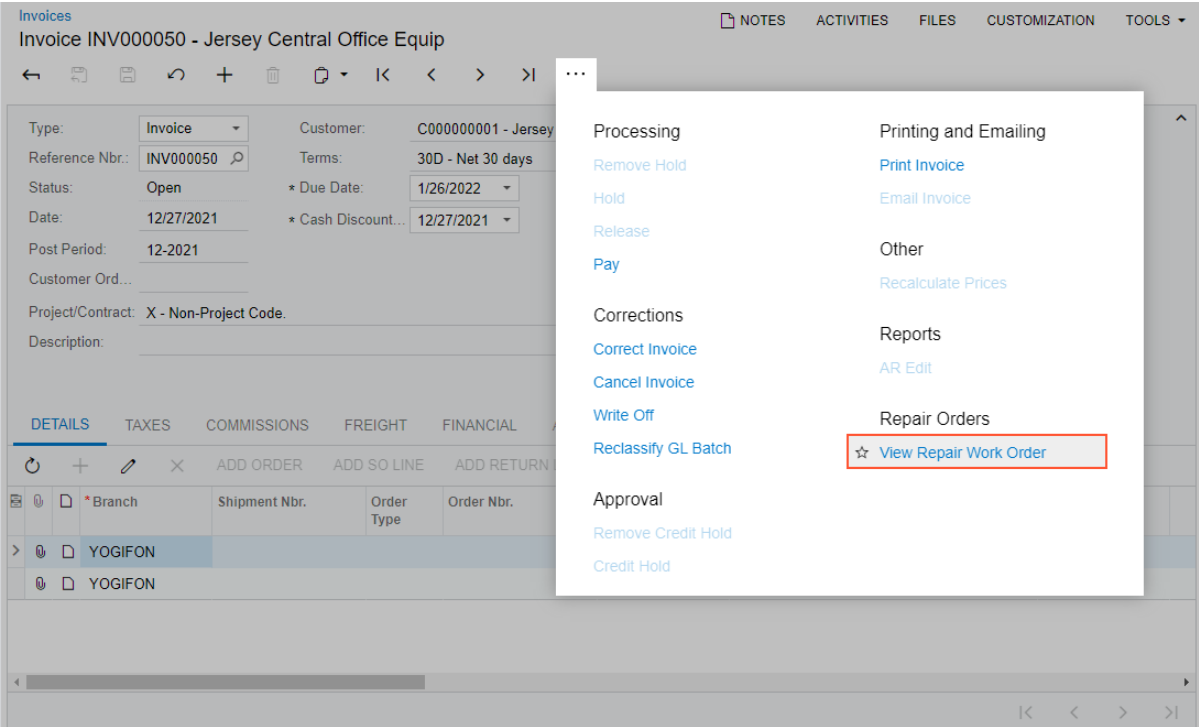 Invoices
NOTES ACTIVITIES FILES CUSTOMIZATION TOOLS
Invoice INV000050 - Jersey Central Office Equip
Type: Invoice Customer: C000000001 - Jersey
Reference Nbr.: INV000050 Terms: 30D - Net 30 days
Status: Open * Due Date: 1/26/2022
Date: 12/27/2021 * Cash Discount... 12/27/2021
Post Period: 12-2021
Customer Ord...
Project/Contract: X - Non-Project Code.
Description:
Processing
Remove Hold
Hold
Release
Pay
Corrections
Correct Invoice
Cancel Invoice
Write Off
Reclassify GL Batch
Approval
Remove Credit Hold
Credit Hold
Printing and Emailing
Print Invoice
Email Invoice
Other
Recalculate Prices
Reports
AR Edit
Repair Orders
View Repair Work Order
DETAILS TAXES COMMISSIONS FREIGHT FINANCIAL
ADD ORDER ADD SO LINE ADD RETURN
*Branch Shipment Nbr. Order Type Order Nbr.
YOGIFON
YOGIFON